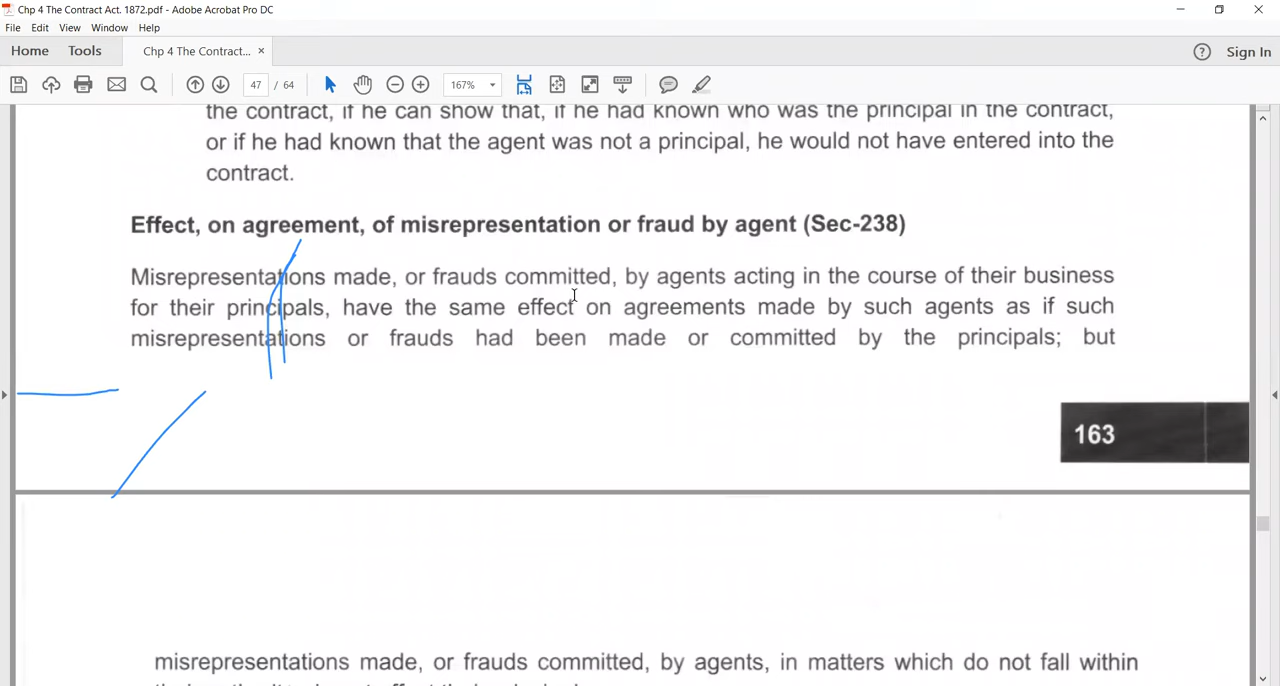 Chp 4 The Contract Act. 1872.pdf - Adobe Acrobat Pro DC
File Edit View Window Help
Home Tools Chp 4 The Contract... × ? Sign In
47 / 64 167%
the contract, if he can show that, if he had known who was the principal in the contract,
or if he had known that the agent was not a principal, he would not have entered into the
contract.
Effect, on agreement, of misrepresentation or fraud by agent (Sec-238)
Misrepresentations made, or frauds committed, by agents acting in the course of their business
for their principals, have the same effect on agreements made by such agents as if such
misrepresentations or frauds had been made or committed by the principals; but
163
misrepresentations made, or frauds committed, by agents, in matters which do not fall within